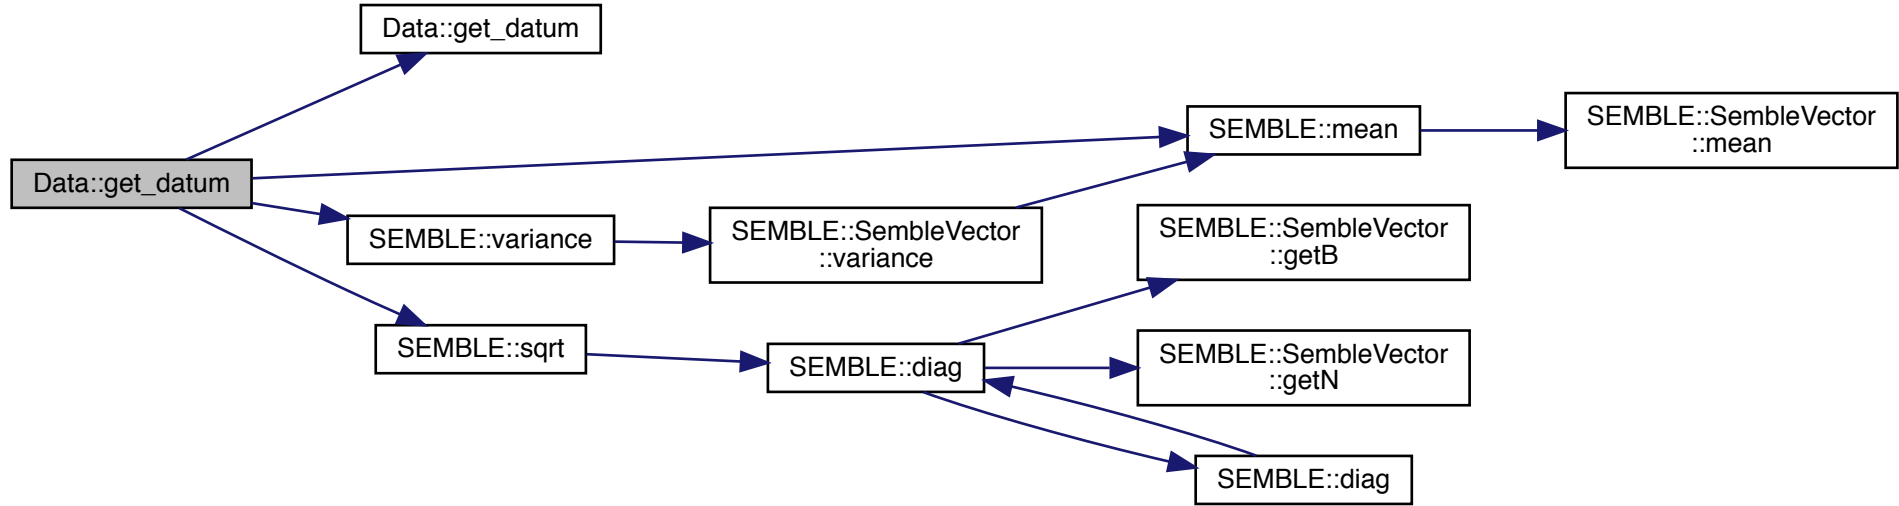 Data::get_datum
Data::get_datum
SEMBLE::mean
SEMBLE::SembleVector
::mean
SEMBLE::variance
SEMBLE::SembleVector
::variance
SEMBLE::SembleVector
::getB
SEMBLE::sqrt
SEMBLE::diag
SEMBLE::SembleVector
::getN
SEMBLE::diag